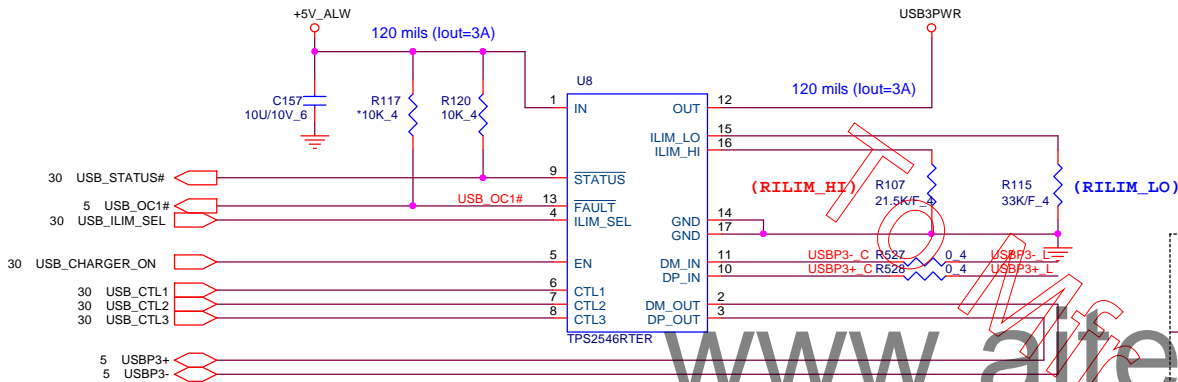 +5V_ALW
USB3PWR
120 mils (Iout=3A)
U8
C157
10U/10V_6
R117
*10K_4
R120
10K_4
1
IN
OUT
12
120 mils (Iout=3A)
ILIM_LO
15
ILIM_HI
16
(RILIM_HI)
R107
21.5K/F_4
R115
33K/F_4
(RILIM_LO)
30 USB_STATUS#
9
STATUS
5 USB_OC1#
USB_OC1#
13
FAULT
30 USB_ILIM_SEL
4
ILIM_SEL
GND
14
GND
17
30 USB_CHARGER_ON
5
EN
DM_IN
11
USBP3-_C R527 0_4 USBP3-_L
DP_IN
10
USBP3+_C R528 0_4 USBP3+_L
30 USB_CTL1
6
CTL1
30 USB_CTL2
7
CTL2
30 USB_CTL3
8
CTL3
DM_OUT
2
DP_OUT
3
TPS2546RTER
5 USBP3+
5 USBP3-
www.aite